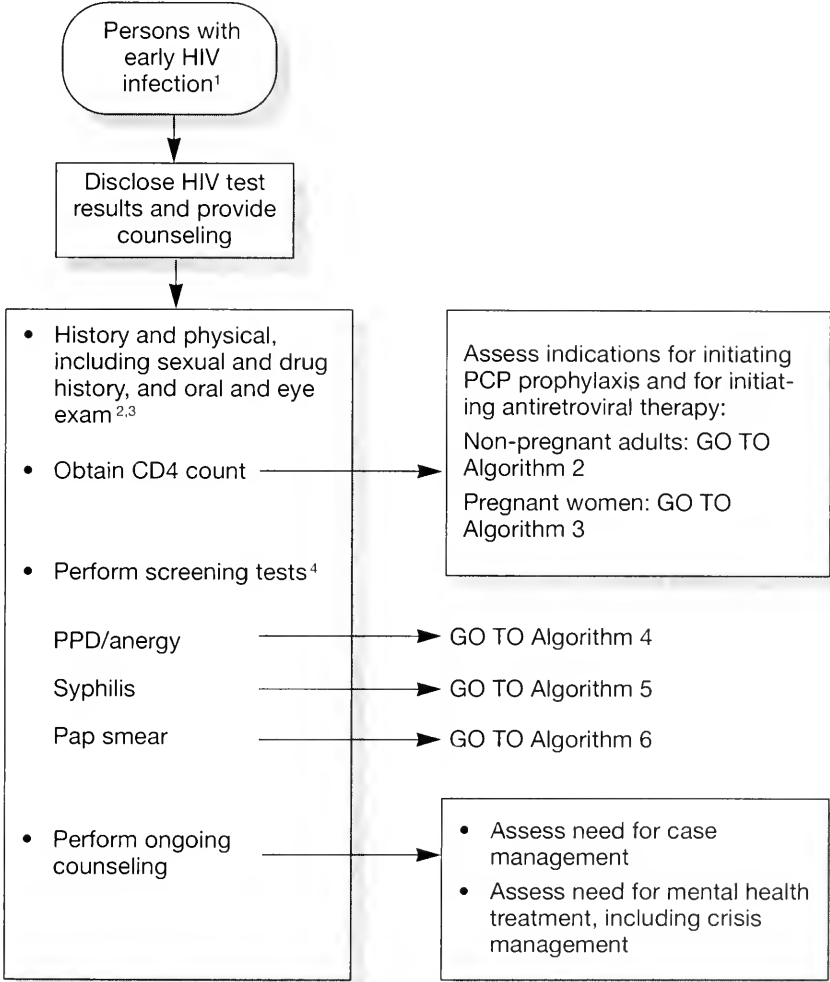 Persons with
early HIV
infection¹
Disclose HIV test
results and provide
counseling
• History and physical,
including sexual and drug
history, and oral and eye
exam ²,³
• Obtain CD4 count
Assess indications for initiating
PCP prophylaxis and for initiat-
ing antiretroviral therapy:
Non-pregnant adults: GO TO
Algorithm 2
Pregnant women: GO TO
Algorithm 3
• Perform screening tests ⁴
PPD/anergy
GO TO Algorithm 4
Syphilis
GO TO Algorithm 5
Pap smear
GO TO Algorithm 6
• Perform ongoing
counseling
• Assess need for case
management
• Assess need for mental health
treatment, including crisis
management